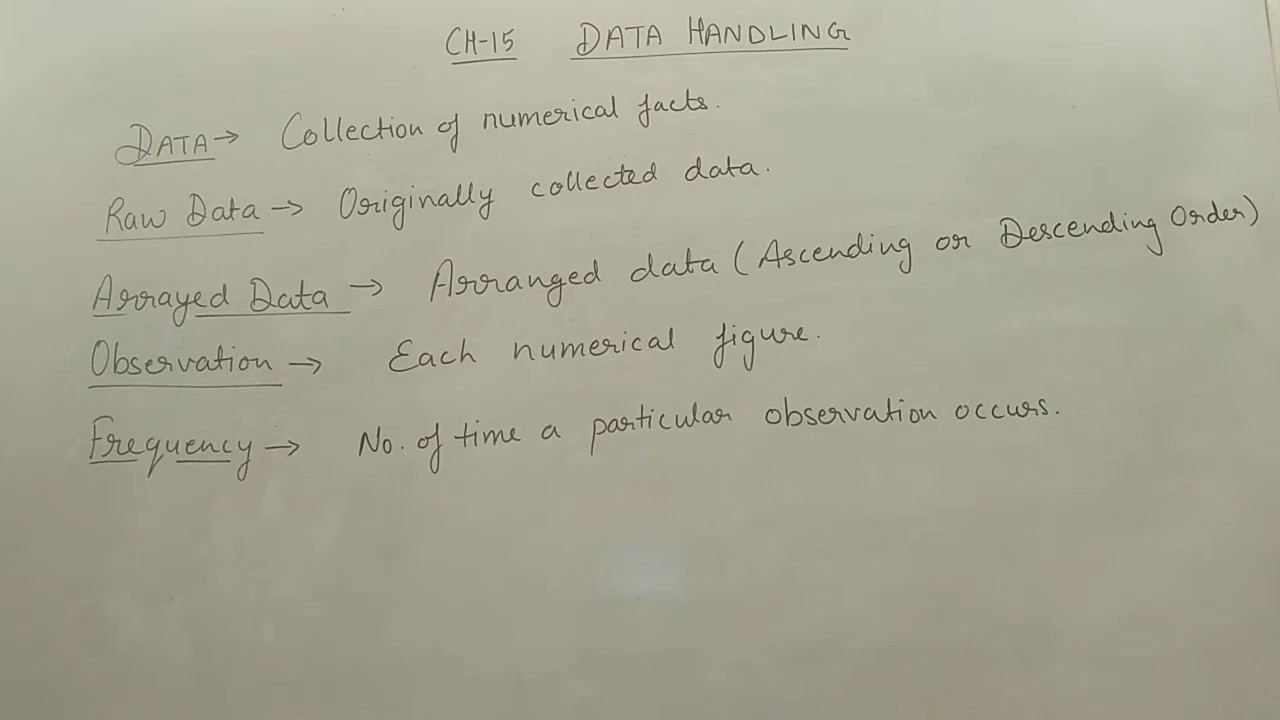 CH-15 DATA HANDLING
DATA → Collection of numerical facts.
Raw Data → Originally collected data.
Arrayed Data → Arranged data (Ascending or Descending Order)
Observation → Each numerical figure.
Frequency → No. of time a particular observation occurs.